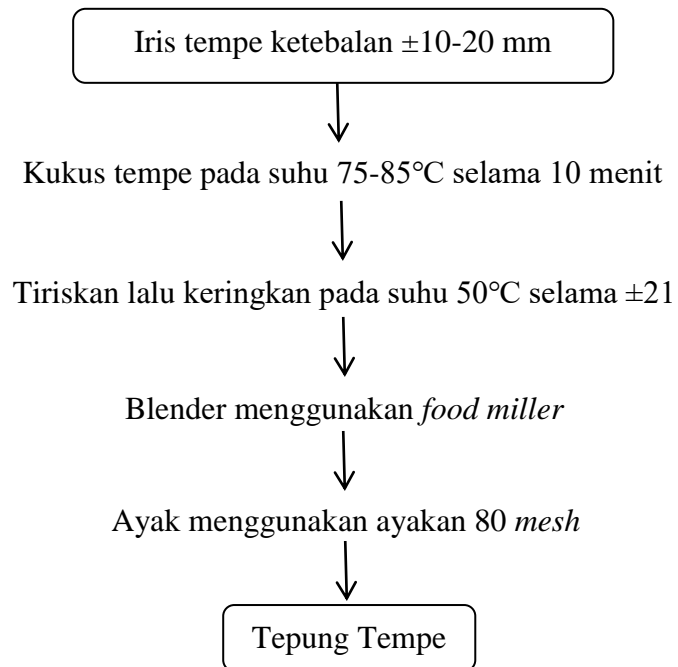 Iris tempe ketebalan ±10-20 mm
Kukus tempe pada suhu 75-85°C selama 10 menit
Tiriskan lalu keringkan pada suhu 50°C selama ±21
Blender menggunakan food miller
Ayak menggunakan ayakan 80 mesh
Tepung Tempe